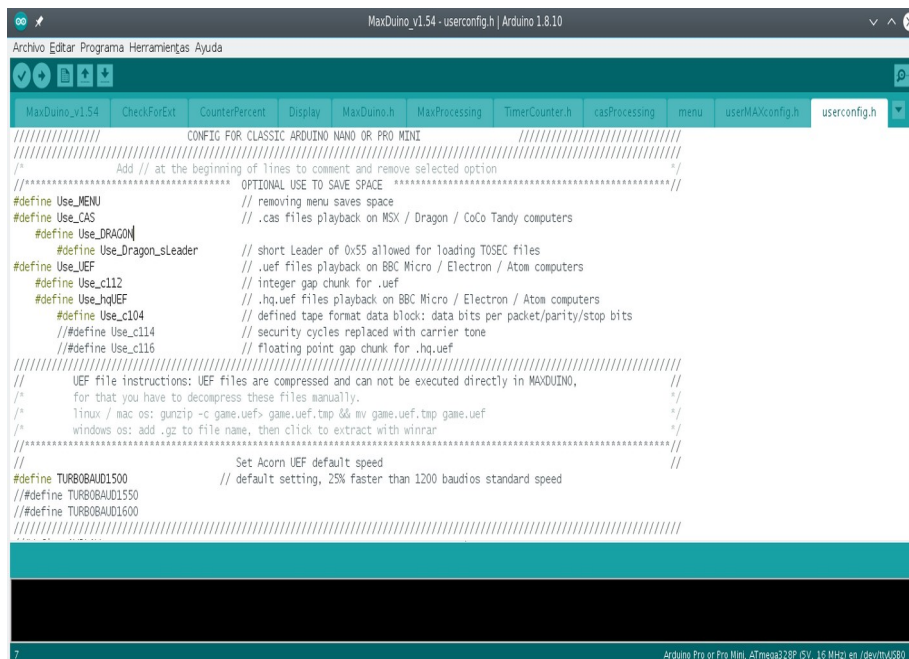 MaxDuino_v1.54 - userconfig.h | Arduino 1.8.10
Archivo Editar Programa Herramientas Ayuda
MaxDuino_v1.54 CheckForExt CounterPercent Display MaxDuino.h MaxProcessing TimerCounter.h casProcessing menu userMAXconfig.h userconfig.h
//////////////// CONFIG FOR CLASSIC ARDUINO NANO OR PRO MINI /////////////////////////////
/////////////////////////////////////////////////////////////////////////////////////////////////////////////////////////
/* Add // at the beginning of lines to comment and remove selected option */
//************************************* OPTIONAL USE TO SAVE SPACE **************************************************//
#define Use_MENU // removing menu saves space
#define Use_CAS // .cas files playback on MSX / Dragon / CoCo Tandy computers
#define Use_DRAGON
#define Use_Dragon_sLeader // short Leader of 0x55 allowed for loading TOSEC files
#define Use_UEF // .uef files playback on BBC Micro / Electron / Atom computers
#define Use_c112 // integer gap chunk for .uef
#define Use_hqUEF // .hq.uef files playback on BBC Micro / Electron / Atom computers
#define Use_c104 // defined tape format data block: data bits per packet/parity/stop bits
//#define Use_c114 // security cycles replaced with carrier tone
//#define Use_c116 // floating point gap chunk for .hq.uef
/////////////////////////////////////////////////////////////////////////////////////////////////////////////////////////
// UEF file instructions: UEF files are compressed and can not be executed directly in MAXDUINO, //
/* for that you have to decompress these files manually. */
/* linux / mac os: gunzip -c game.uef> game.uef.tmp && mv game.uef.tmp game.uef */
/* windows os: add .gz to file name, then click to extract with winrar */
//*********************************************************************************************************************//
// Set Acorn UEF default speed //
#define TURBOBAUD1500 // default setting, 25% faster than 1200 baudios standard speed
//#define TURBOBAUD1550
//#define TURBOBAUD1600
/////////////////////////////////////////////////////////////////////////////////////////////////////////////////////////
7 Arduino Pro or Pro Mini, ATmega328P (5V, 16 MHz) en /dev/ttyUSB0